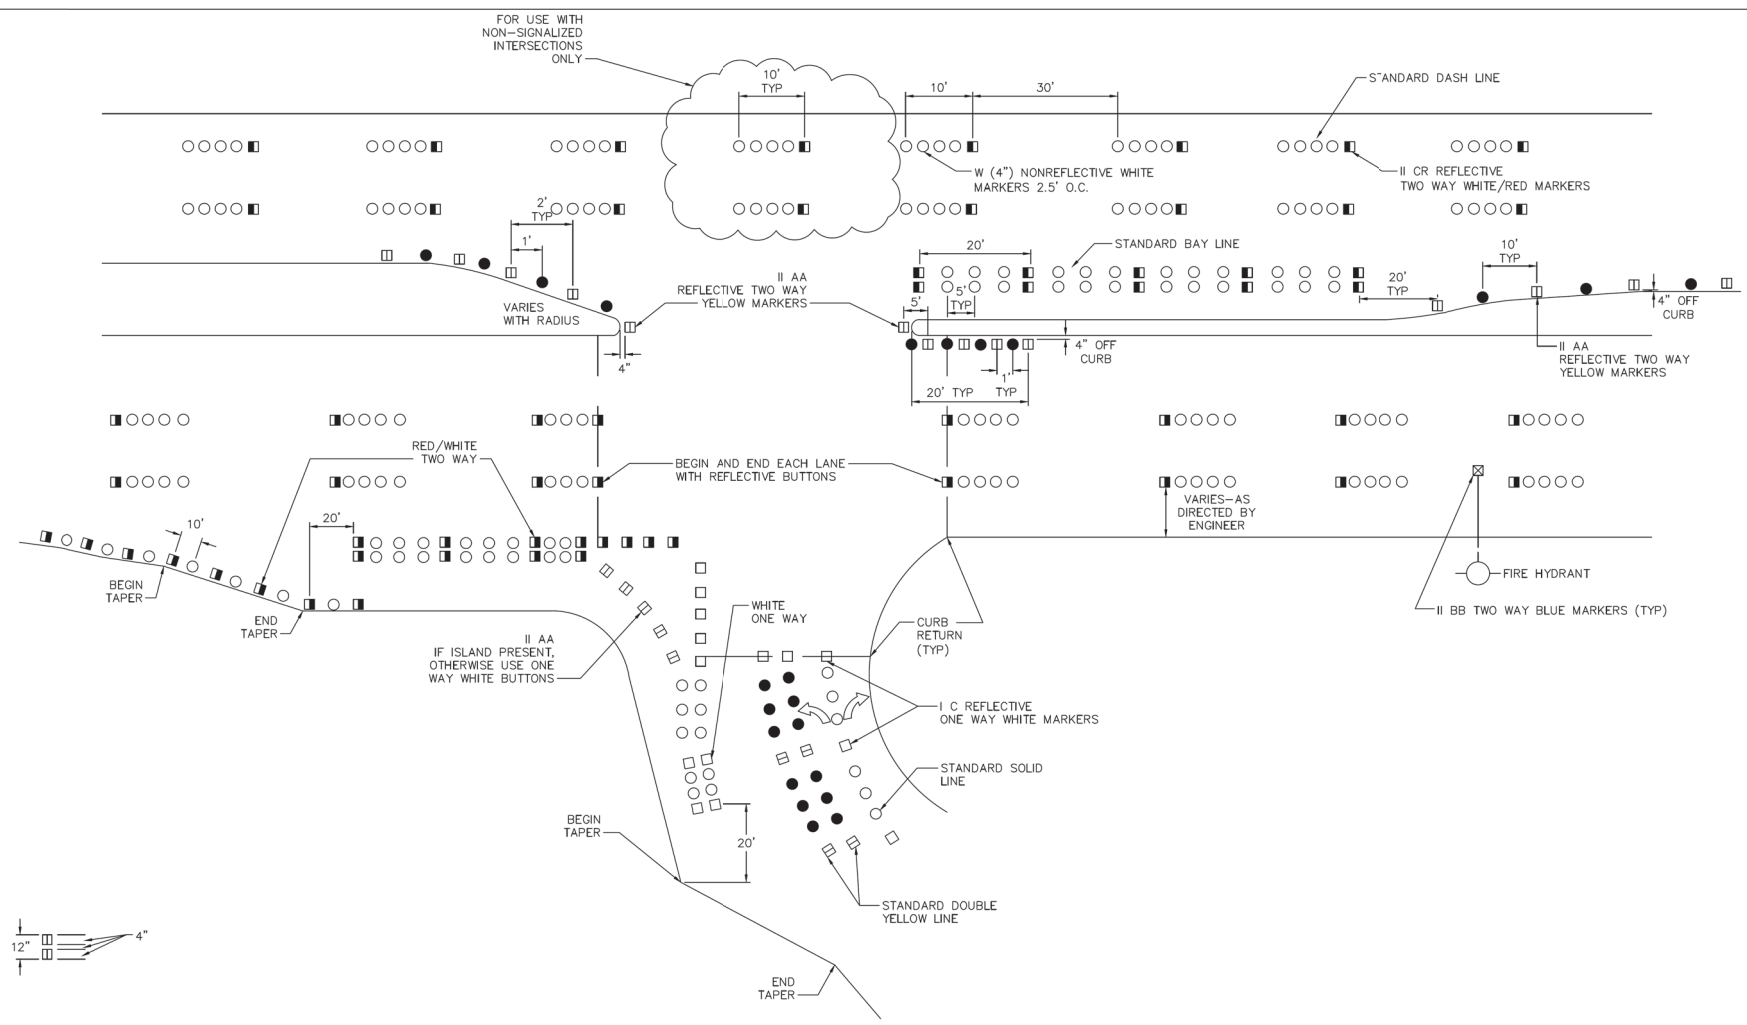 FOR USE WITH
NON-SIGNALIZED
INTERSECTIONS
ONLY
10'
TYP
10'
30'
STANDARD DASH LINE
W (4") NONREFLECTIVE WHITE
MARKERS 2.5' O.C.
II CR REFLECTIVE
TWO WAY WHITE/RED MARKERS
2'
TYP
1'
VARIES
WITH RADIUS
4"
II AA
REFLECTIVE TWO WAY
YELLOW MARKERS
20'
STANDARD BAY LINE
5'
5'
TYP
20'
TYP
10'
TYP
4" OFF
CURB
4" OFF
CURB
1'
20' TYP
TYP
II AA
REFLECTIVE TWO WAY
YELLOW MARKERS
RED/WHITE
TWO WAY
BEGIN AND END EACH LANE
WITH REFLECTIVE BUTTONS
VARIES-AS
DIRECTED BY
ENGINEER
10'
20'
BEGIN
TAPER
END
TAPER
FIRE HYDRANT
II BB TWO WAY BLUE MARKERS (TYP)
WHITE
ONE WAY
CURB
RETURN
(TYP)
II AA
IF ISLAND PRESENT,
OTHERWISE USE ONE
WAY WHITE BUTTONS
I C REFLECTIVE
ONE WAY WHITE MARKERS
STANDARD SOLID
LINE
BEGIN
TAPER
20'
STANDARD DOUBLE
YELLOW LINE
12"
4"
END
TAPER